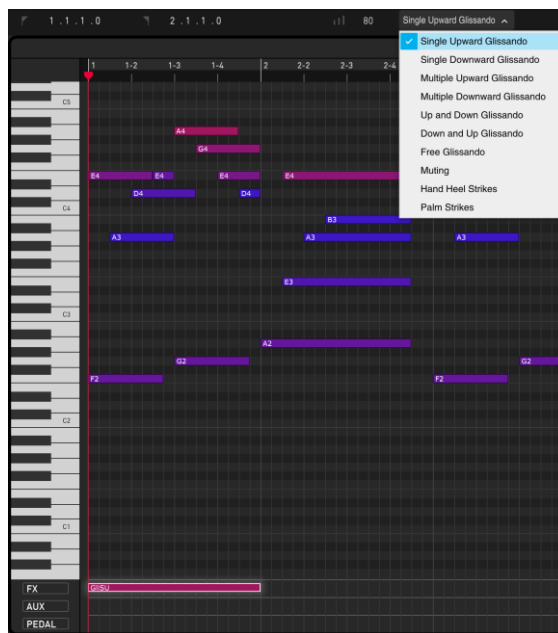 1 . 1 . 1 . 0 2 . 1 . 1 . 0 80 Single Upward Glissando
Single Upward Glissando
Single Downward Glissando
Multiple Upward Glissando
Multiple Downward Glissando
Up and Down Glissando
Down and Up Glissando
Free Glissando
Muting
Hand Heel Strikes
Palm Strikes
1 1-2 1-3 1-4 2 2-2 2-3 2-4
C5
A4
G4
E4 E4 E4 E4
D4 D4
C4
B3
A3 A3 A3
E3
C3
A2
G2 G2
F2 F2
C2
C1
FX GliSU
AUX
PEDAL